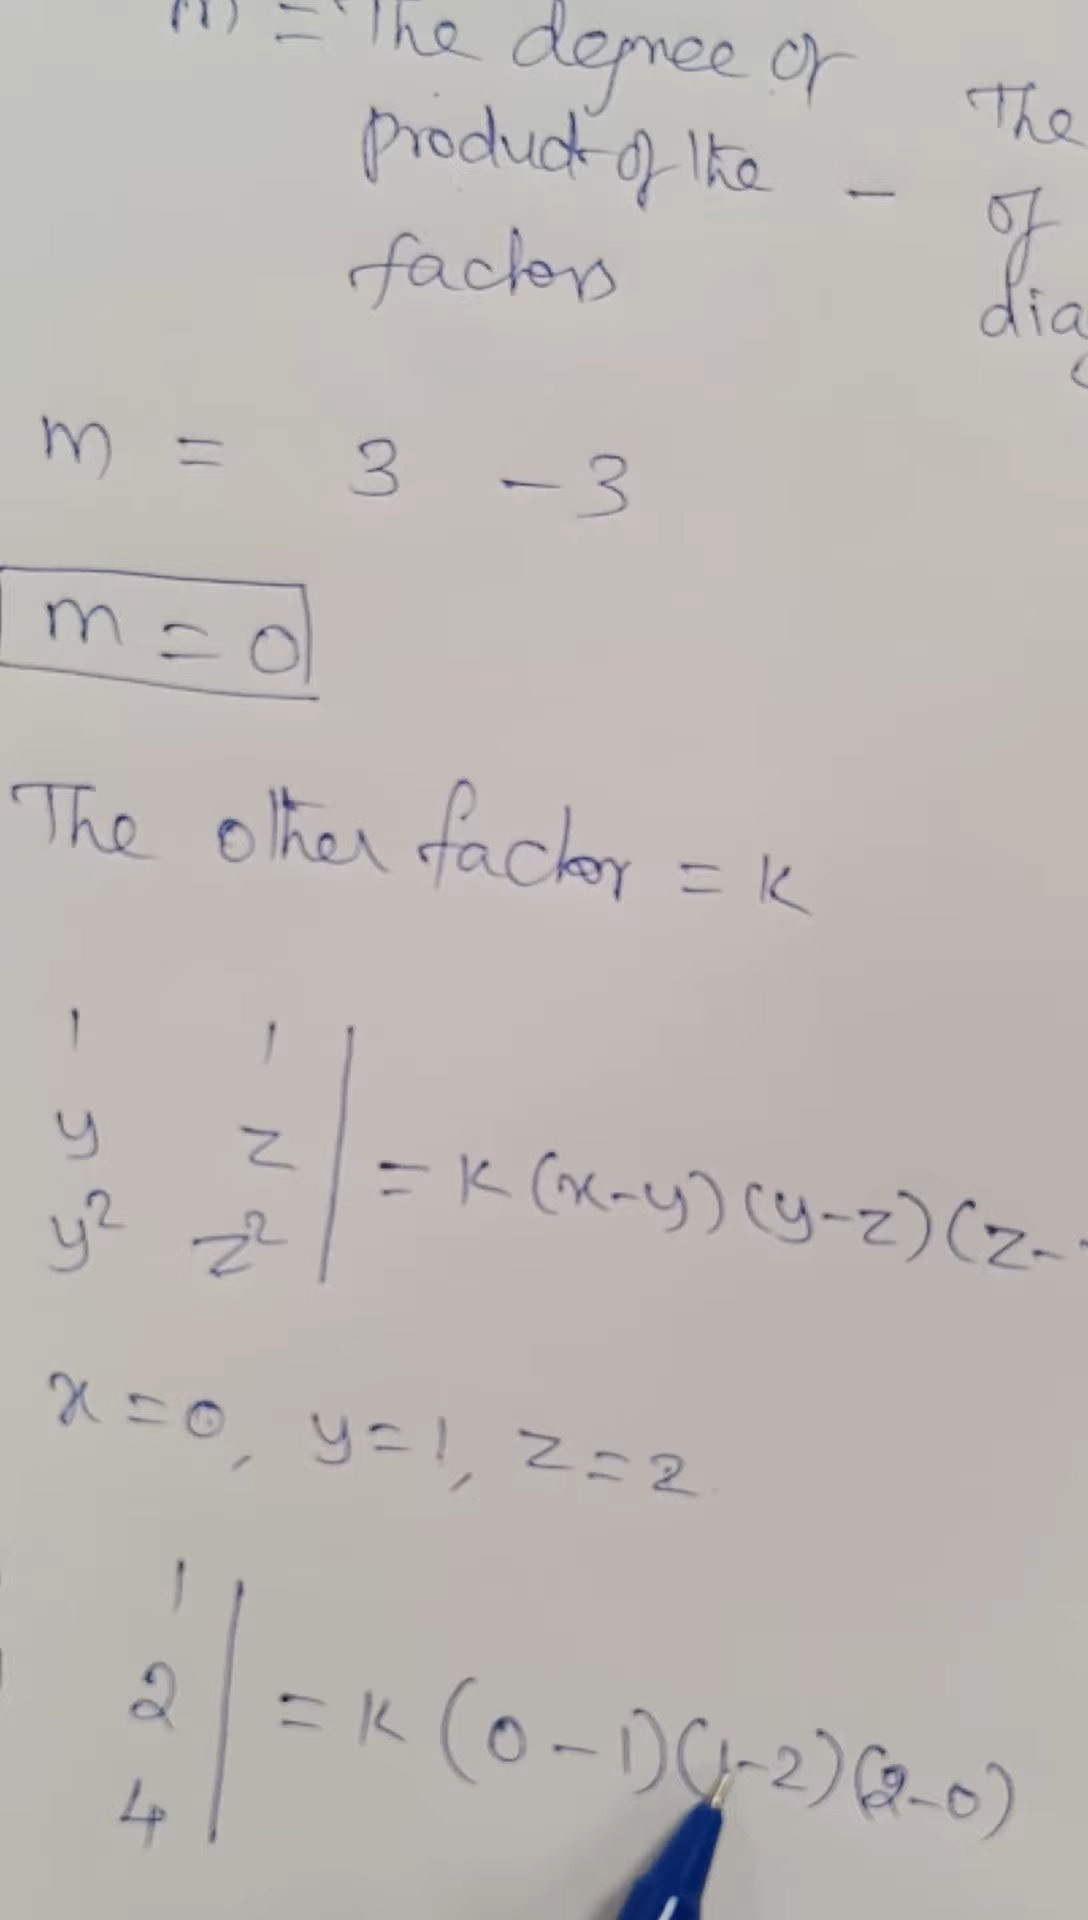 m = The degree of
product of the - The
factors of
m = 3 - 3
m = 0
The other factor = k
1 1
y z
y² z² | = k (x-y) (y-z) (z-
x = 0, y = 1, z = 2
1
2 | = k (0 - 1) (1-2) (2-0)
4